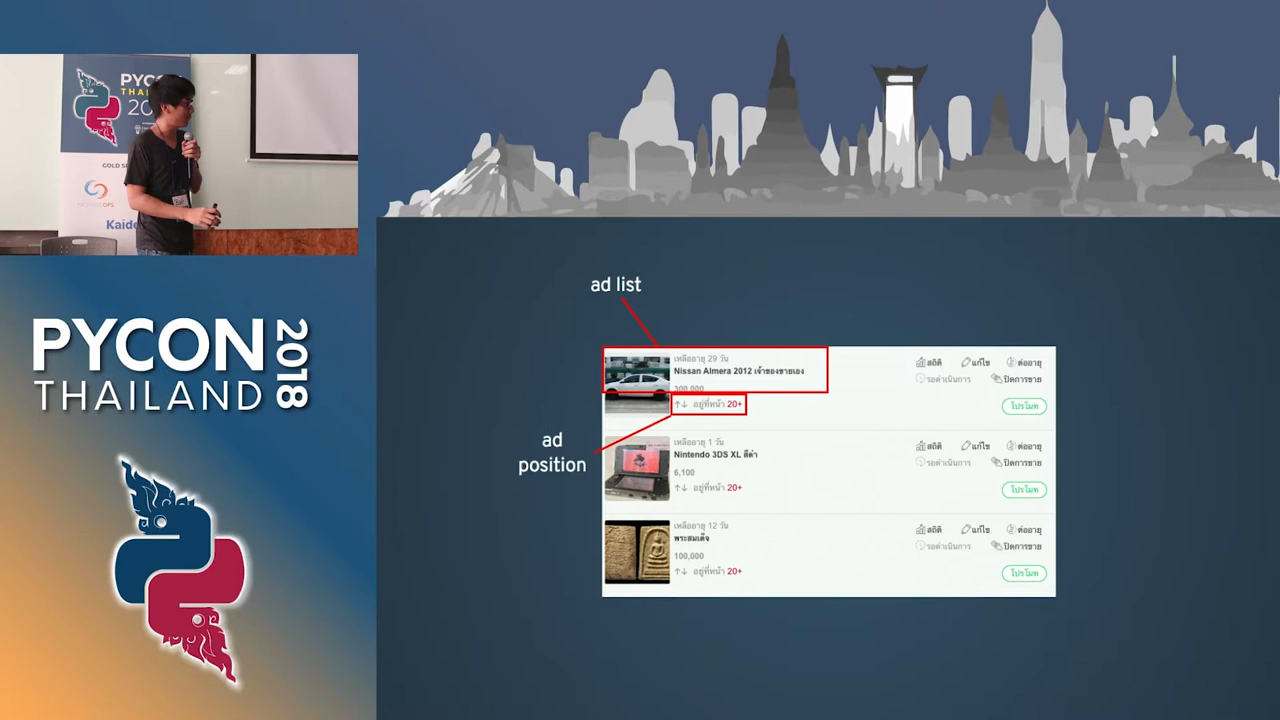 PYC
THA
20
GOLD S
OPS
Kaide
PYCON
THAILAND
2018
ad list
ad
position
เหลืออายุ 29 วัน
Nissan Almera 2012 เจ้าของขายเอง
300,000
อยู่ที่หน้า 20+
สถิติ แก้ไข ต่ออายุ
รอดำเนินการ ปิดการขาย
โปรโมท
เหลืออายุ 1 วัน
Nintendo 3DS XL สีดำ
6,100
อยู่ที่หน้า 20+
สถิติ แก้ไข ต่ออายุ
รอดำเนินการ ปิดการขาย
โปรโมท
เหลืออายุ 12 วัน
พระสมเด็จ
100,000
อยู่ที่หน้า 20+
สถิติ แก้ไข ต่ออายุ
รอดำเนินการ ปิดการขาย
โปรโมท